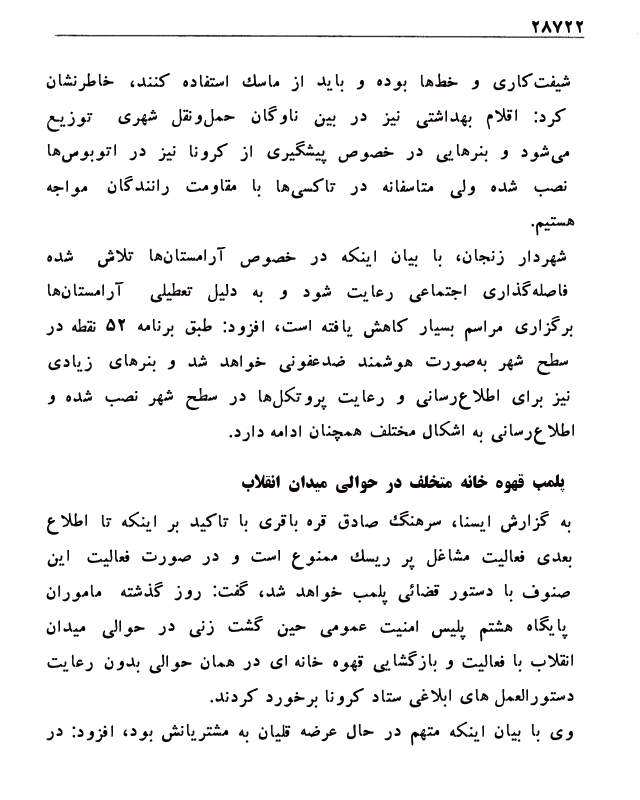 ۲۸۷۲۲
شیفت‌کاری و خط‌ها بوده و باید از ماسك استفاده کنند، خاطرنشان
کرد: اقلام بهداشتی نیز در بین ناوگان حمل‌ونقل شهری توزیع
می‌شود و بنرهایی در خصوص پیشگیری از کرونا نیز در اتوبوس‌ها
نصب شده ولی متاسفانه در تاکسی‌ها با مقاومت رانندگان مواجه
هستیم.
شهردار زنجان، با بیان اینکه در خصوص آرامستان‌ها تلاش شده
فاصله‌گذاری اجتماعی رعایت شود و به دلیل تعطیلی آرامستان‌ها
برگزاری مراسم بسیار کاهش یافته است، افزود: طبق برنامه ۵۲ نقطه در
سطح شهر به‌صورت هوشمند ضدعفونی خواهد شد و بنرهای زیادی
نیز برای اطلاع‌رسانی و رعایت پروتکل‌ها در سطح شهر نصب شده و
اطلاع‌رسانی به اشکال مختلف همچنان ادامه دارد.
پلمب قهوه خانه متخلف در حوالی میدان انقلاب
به گزارش ایسنا، سرهنگ صادق قره باقری با تاکید بر اینکه تا اطلاع
بعدی فعالیت مشاغل پر ریسك ممنوع است و در صورت فعالیت این
صنوف با دستور قضائی پلمب خواهد شد، گفت: روز گذشته ماموران
پایگاه هشتم پلیس امنیت عمومی حین گشت زنی در حوالی میدان
انقلاب با فعالیت و بازگشایی قهوه خانه ای در همان حوالی بدون رعایت
دستورالعمل های ابلاغی ستاد کرونا برخورد کردند.
وی با بیان اینکه متهم در حال عرضه قلیان به مشتریانش بود، افزود: در